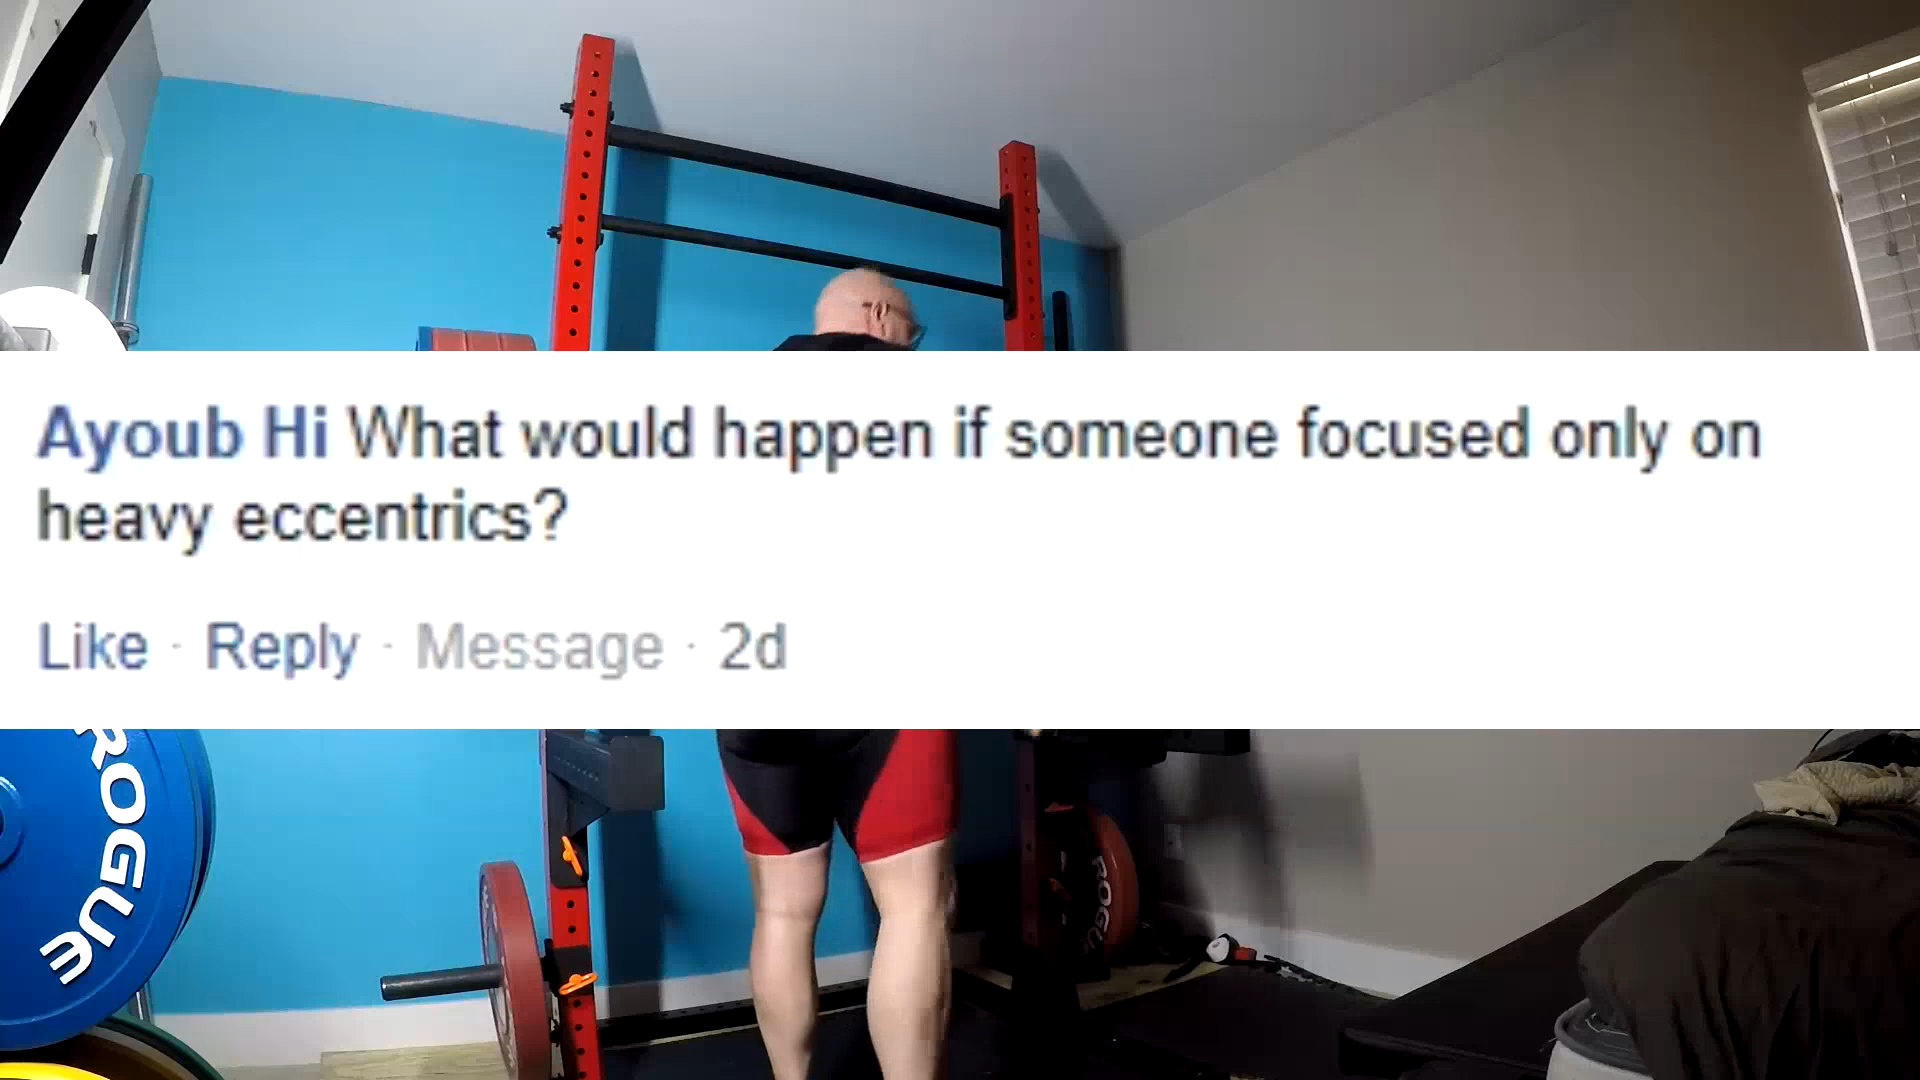 Ayoub Hi What would happen if someone focused only on
heavy eccentrics?
Like · Reply · Message · 2d
ROGUE
ROGUE